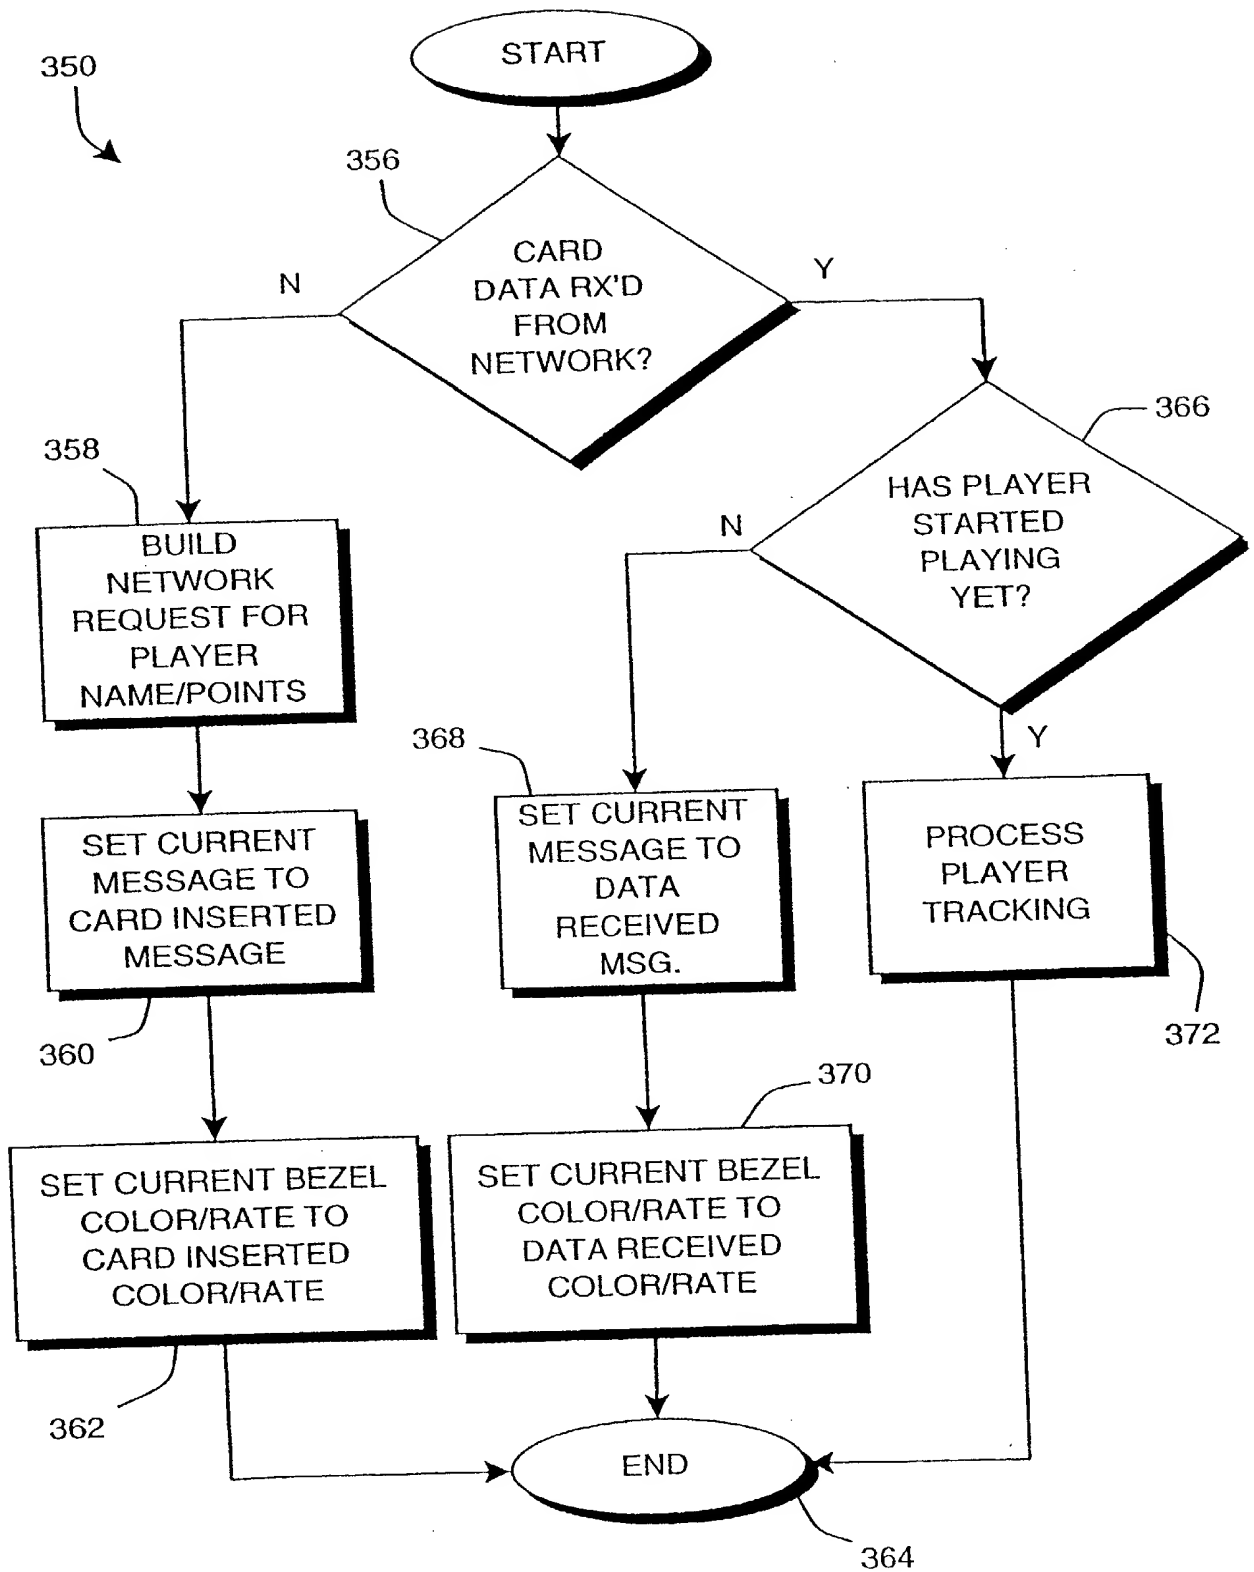 START
350
356
CARD
DATA RX'D
FROM
NETWORK?
N
Y
366
HAS PLAYER
STARTED
PLAYING
YET?
N
Y
358
BUILD
NETWORK
REQUEST FOR
PLAYER
NAME/POINTS
368
SET CURRENT
MESSAGE TO
DATA
RECEIVED
MSG.
PROCESS
PLAYER
TRACKING
372
SET CURRENT
MESSAGE TO
CARD INSERTED
MESSAGE
360
370
SET CURRENT BEZEL
COLOR/RATE TO
CARD INSERTED
COLOR/RATE
362
SET CURRENT BEZEL
COLOR/RATE TO
DATA RECEIVED
COLOR/RATE
END
364